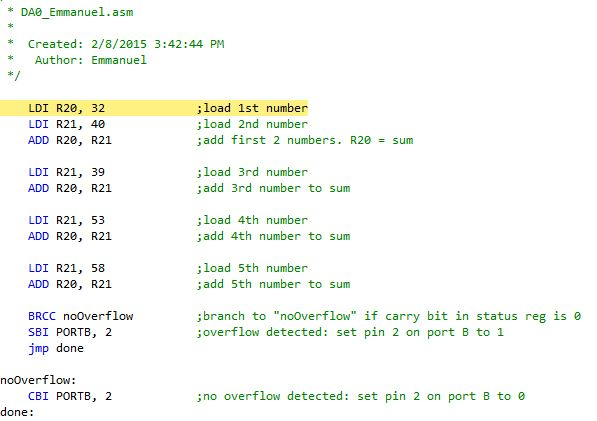 * DA0_Emmanuel.asm
*
*  Created: 2/8/2015 3:42:44 PM
*   Author: Emmanuel
*/
LDI R20, 32 ;load 1st number
LDI R21, 40 ;load 2nd number
ADD R20, R21 ;add first 2 numbers. R20 = sum
LDI R21, 39 ;load 3rd number
ADD R20, R21 ;add 3rd number to sum
LDI R21, 53 ;load 4th number
ADD R20, R21 ;add 4th number to sum
LDI R21, 58 ;load 5th number
ADD R20, R21 ;add 5th number to sum
BRCC noOverflow ;branch to "noOverflow" if carry bit in status reg is 0
SBI PORTB, 2 ;overflow detected: set pin 2 on port B to 1
jmp done
noOverflow:
CBI PORTB, 2 ;no overflow detected: set pin 2 on port B to 0
done: